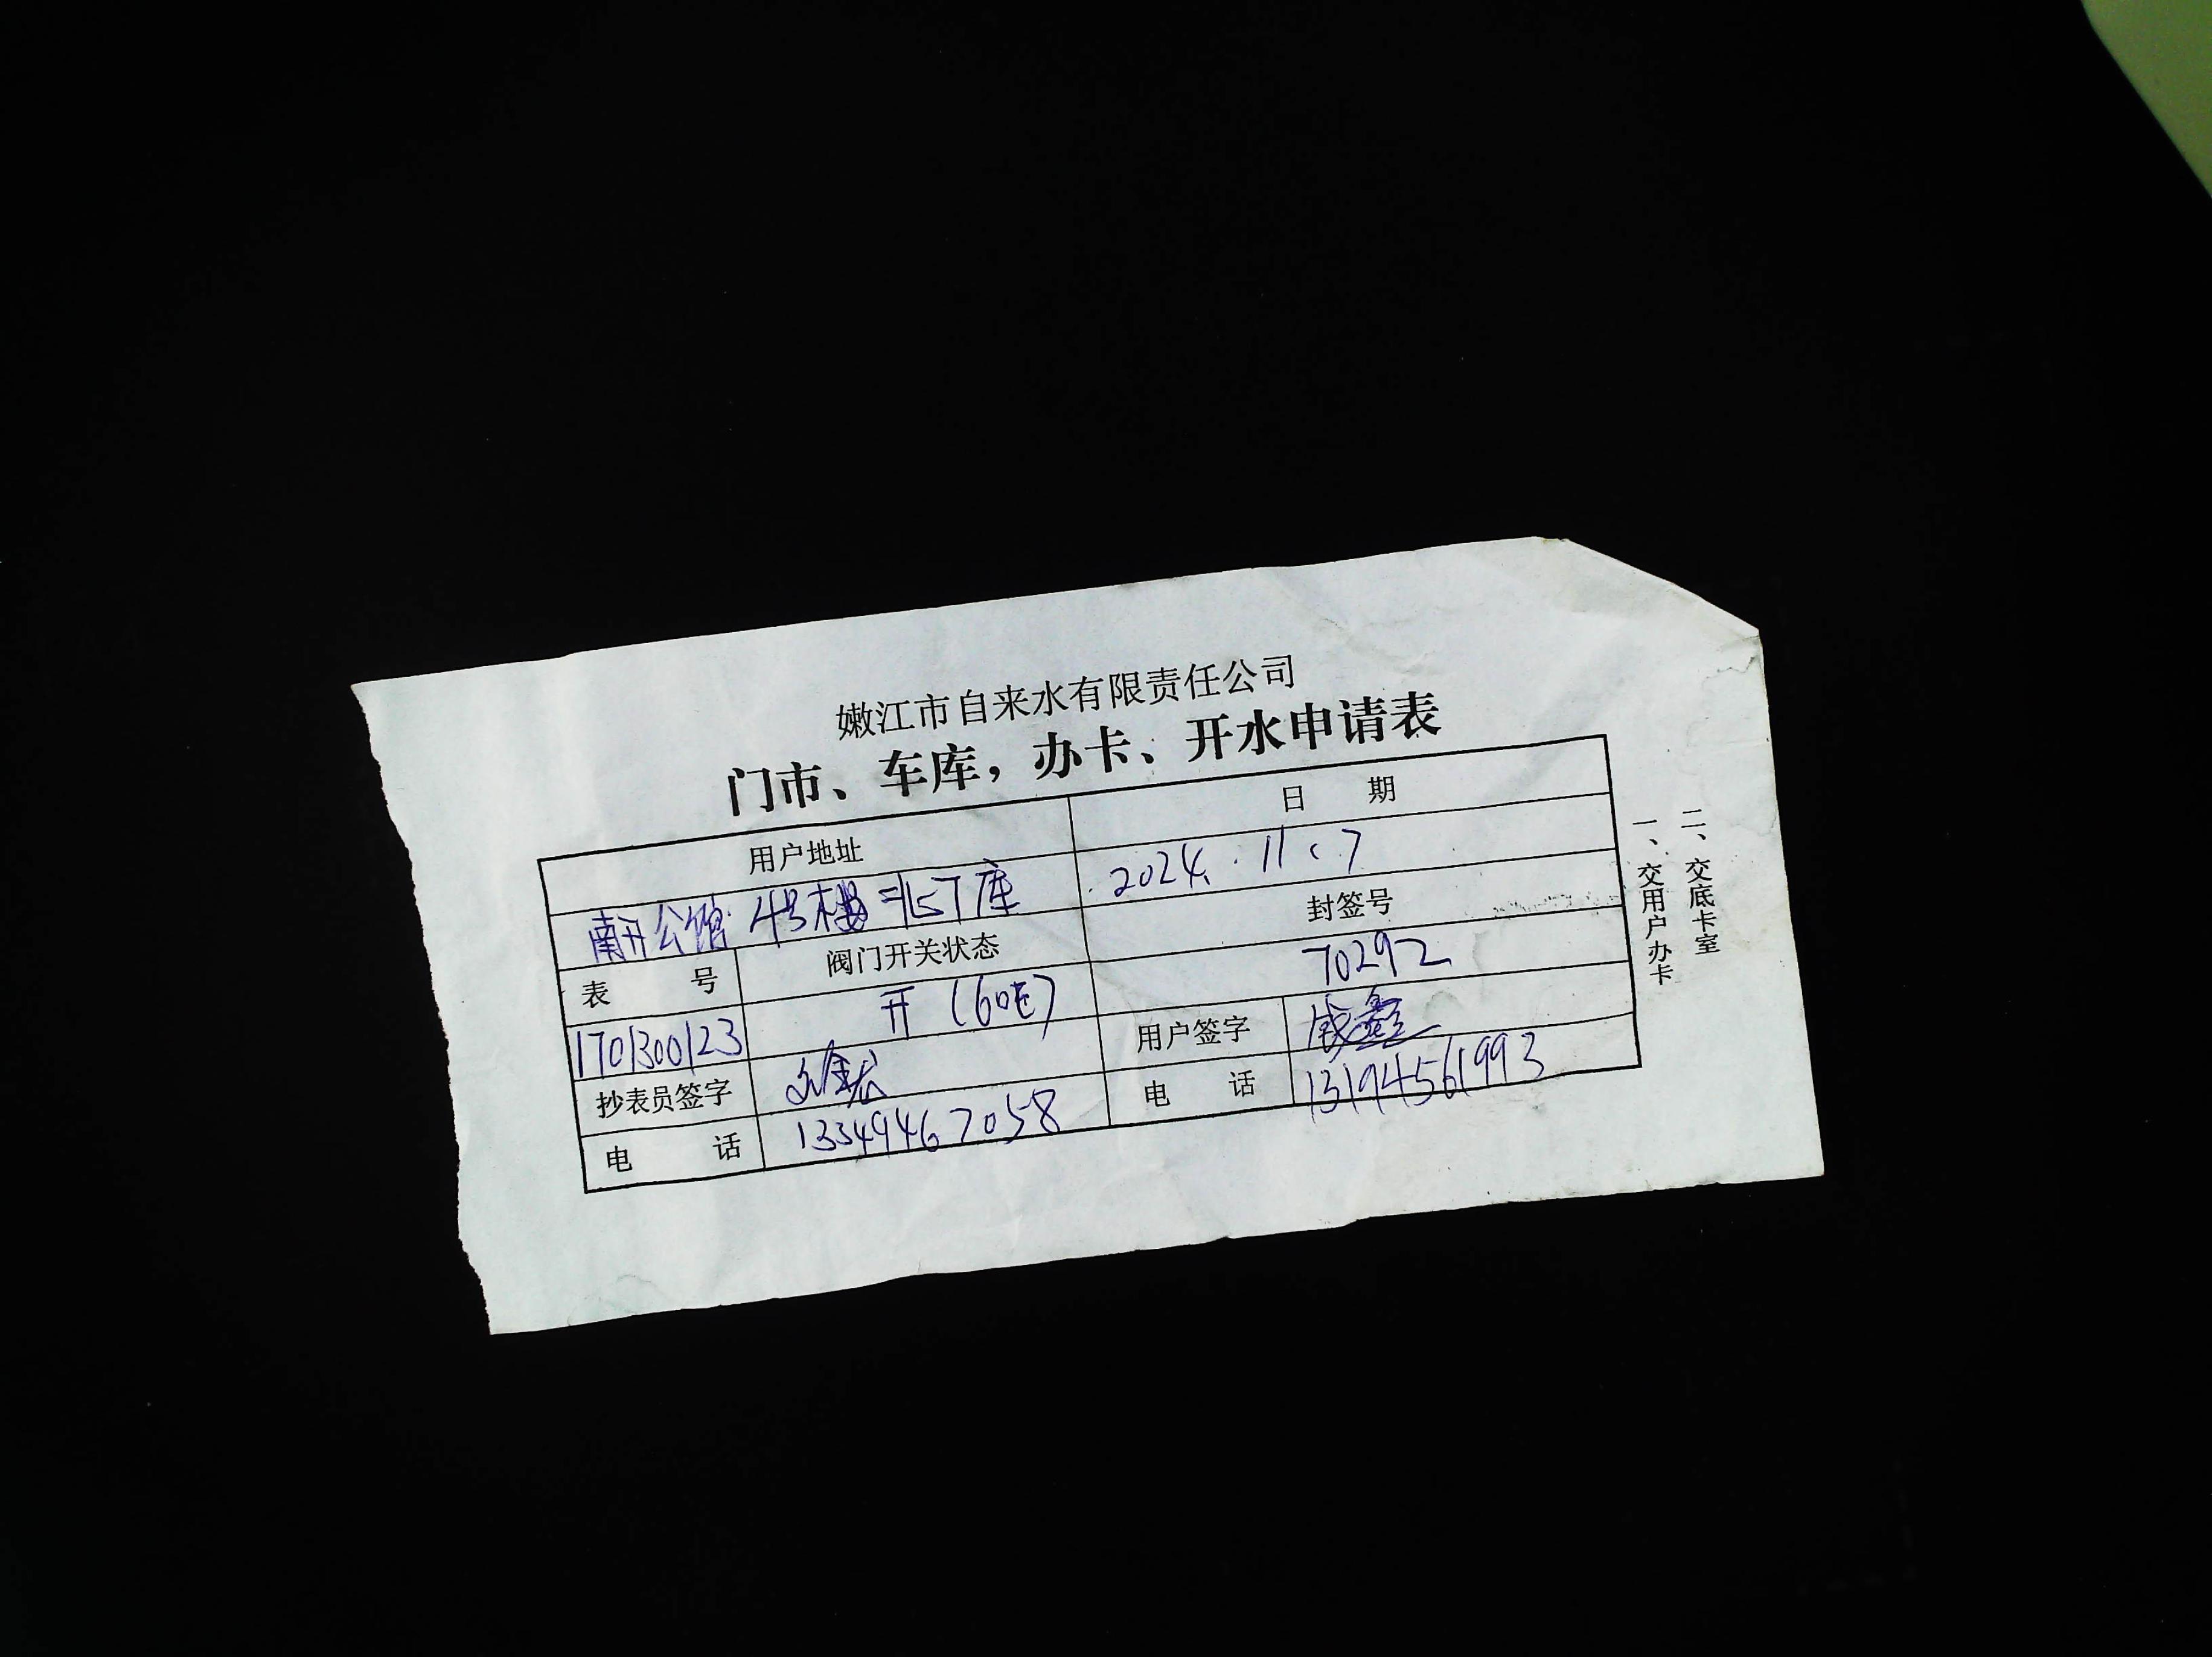 嫩江市自来水有限责任公司
门市、车库，办卡、开水申请表
用户地址 日 期
南开公馆 4号楼 库 2024.11.7
表 号 阀门开关状态 封签号
1701300123 开（60吨） 70292
抄表员签字 用户签字 鑫
电 话 13349467058 电 话 13194561993
一、交用户办卡
二、交底卡室